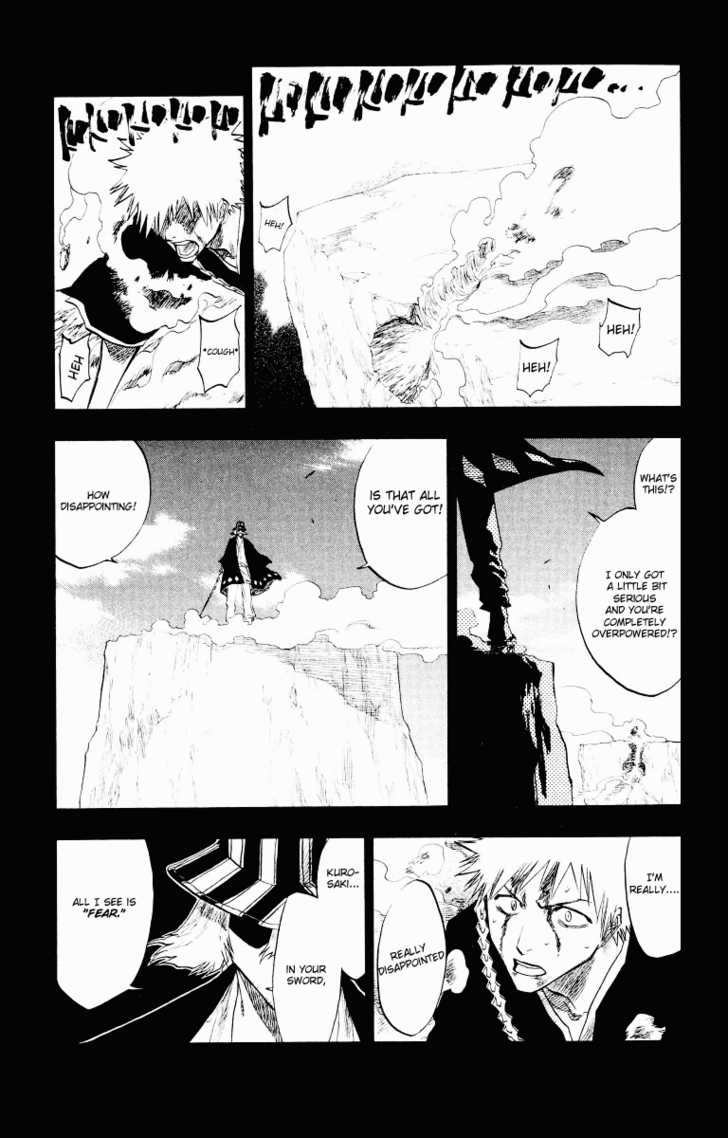 HEH!
HEH!
HEH!
*COUGH*
HEH
WHAT'S
THIS!?
I ONLY GOT
A LITTLE BIT
SERIOUS
AND YOU'RE
COMPLETELY
OVERPOWERED!?
IS THAT ALL
YOU'VE GOT!
HOW
DISAPPOINTING!
I'M
REALLY....
REALLY
DISAPPOINTED
KURO-
SAKI...
IN YOUR
SWORD,
ALL I SEE IS
"FEAR."